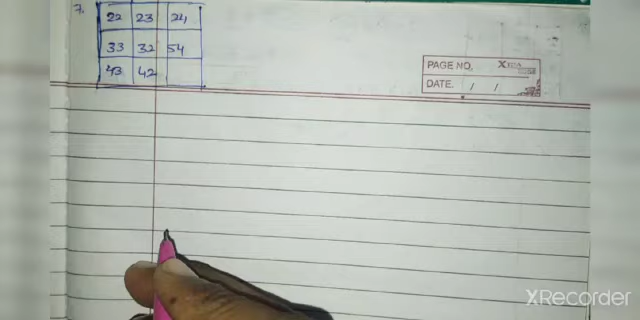 7.
22 23 24
33 32 54
43 42
PAGE NO.
DATE. / /
XRecorder